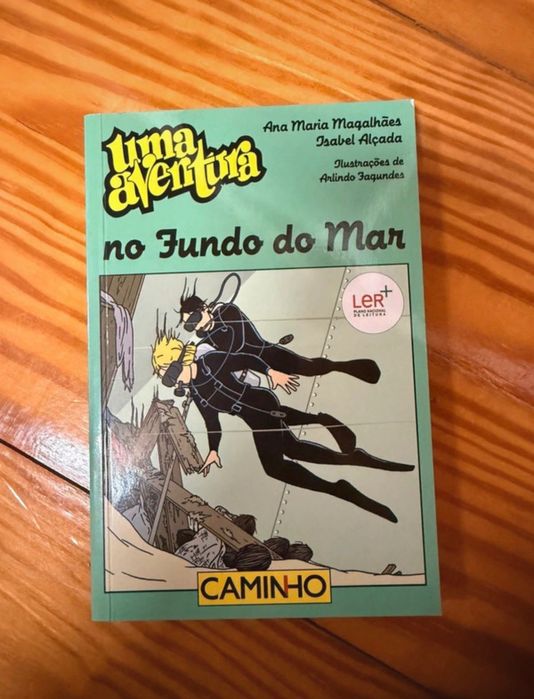 uma
aventura
Ana Maria Magalhães
Isabel Alçada
Ilustrações de
Arlindo Fagundes
no Fundo do Mar
LER+
PLANO NACIONAL
DE LEITURA
CAMINHO